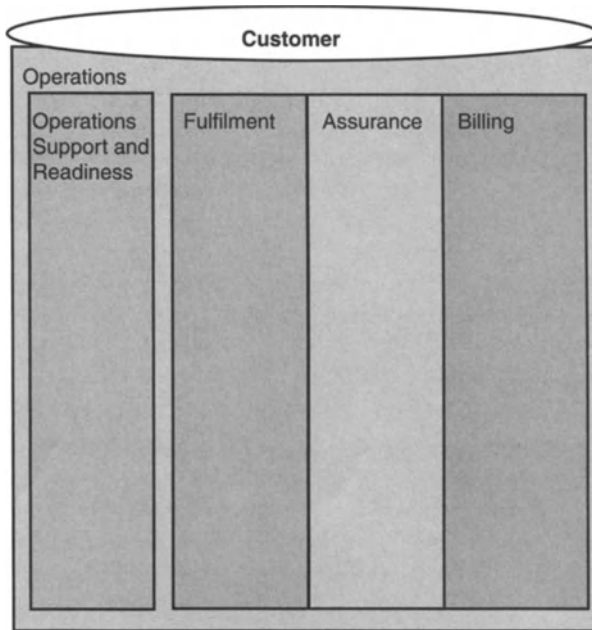 Customer
Operations
Operations
Support and
Readiness
Fulfilment
Assurance
Billing